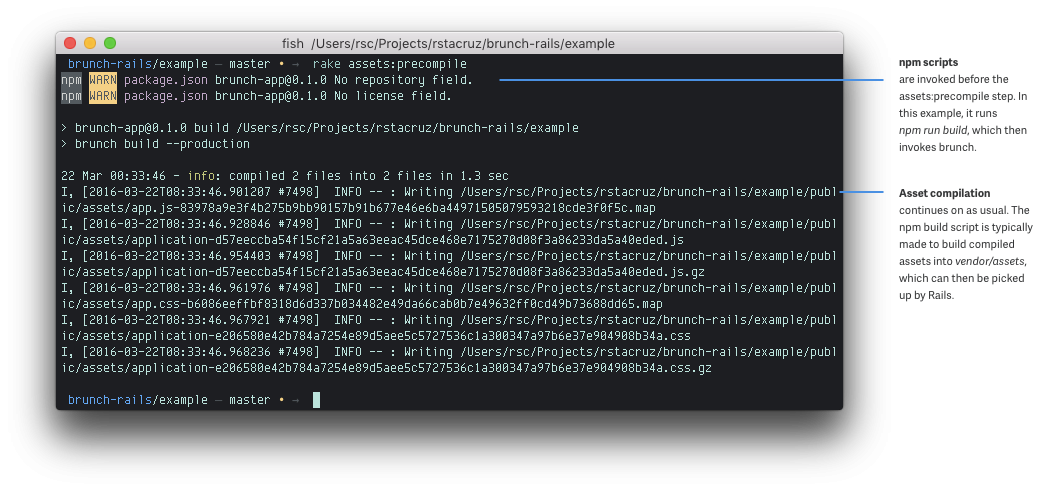 fish  /Users/rsc/Projects/rstacruz/brunch-rails/example
brunch-rails/example — master • →  rake assets:precompile
npm WARN package.json brunch-app@0.1.0 No repository field.
npm WARN package.json brunch-app@0.1.0 No license field.
> brunch-app@0.1.0 build /Users/rsc/Projects/rstacruz/brunch-rails/example
> brunch build --production
22 Mar 00:33:46 - info: compiled 2 files into 2 files in 1.3 sec
I, [2016-03-22T08:33:46.901207 #7498]  INFO -- : Writing /Users/rsc/Projects/rstacruz/brunch-rails/example/publ
ic/assets/app.js-83978a9e3f4b275b9bb90157b91b677e46e6ba44971505079593218cde3f0f5c.map
I, [2016-03-22T08:33:46.928846 #7498]  INFO -- : Writing /Users/rsc/Projects/rstacruz/brunch-rails/example/publ
ic/assets/application-d57eeccba54f15cf21a5a63eeac45dce468e7175270d08f3a86233da5a40eded.js
I, [2016-03-22T08:33:46.954403 #7498]  INFO -- : Writing /Users/rsc/Projects/rstacruz/brunch-rails/example/publ
ic/assets/application-d57eeccba54f15cf21a5a63eeac45dce468e7175270d08f3a86233da5a40eded.js.gz
I, [2016-03-22T08:33:46.961976 #7498]  INFO -- : Writing /Users/rsc/Projects/rstacruz/brunch-rails/example/publ
ic/assets/app.css-b6086eeffbf8318d6d337b034482e49da66cab0b7e49632ff0cd49b73688dd65.map
I, [2016-03-22T08:33:46.967921 #7498]  INFO -- : Writing /Users/rsc/Projects/rstacruz/brunch-rails/example/publ
ic/assets/application-e206580e42b784a7254e89d5aee5c5727536c1a300347a97b6e37e904908b34a.css
I, [2016-03-22T08:33:46.968236 #7498]  INFO -- : Writing /Users/rsc/Projects/rstacruz/brunch-rails/example/publ
ic/assets/application-e206580e42b784a7254e89d5aee5c5727536c1a300347a97b6e37e904908b34a.css.gz
brunch-rails/example — master • →
npm scripts
are invoked before the
assets:precompile step. In
this example, it runs
npm run build, which then
invokes brunch.
Asset compilation
continues on as usual. The
npm build script is typically
made to build compiled
assets into vendor/assets,
which can then be picked
up by Rails.